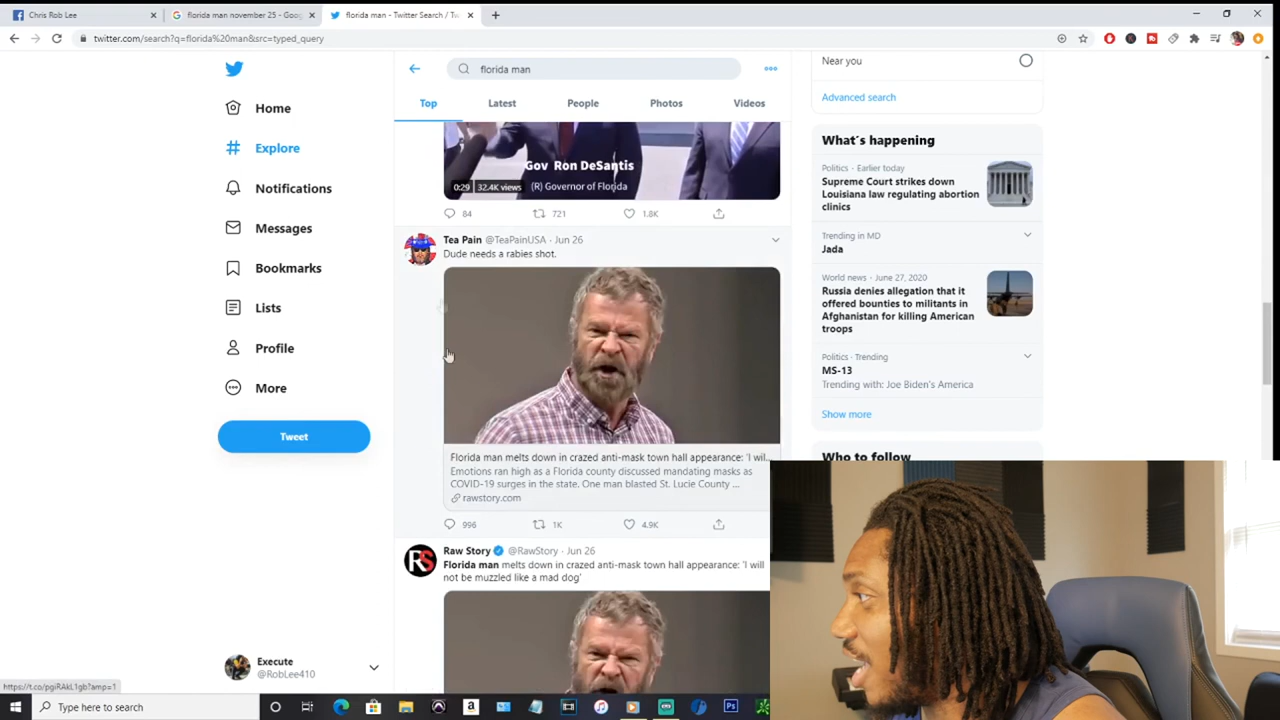 Chris Rob Lee
florida man november 25 - Goo
florida man - Twitter Search / Tw
twitter.com/search?q=florida%20man&src=typed_query
florida man
Home
Explore
Notifications
Messages
Bookmarks
Lists
Profile
More
Tweet
Execute
@RobLee410
Top
Latest
People
Photos
Videos
Gov Ron DeSantis
(R) Governor of Florida
0:29
32.4K views
84
721
1.8K
Tea Pain @TeaPainUSA · Jun 26
Dude needs a rabies shot.
Florida man melts down in crazed anti-mask town hall appearance: 'I wil...
Emotions ran high as a Florida county discussed mandating masks as
COVID-19 surges in the state. One man blasted St. Lucie County ...
rawstory.com
996
1K
4.9K
Raw Story @RawStory · Jun 26
Florida man melts down in crazed anti-mask town hall appearance: 'I will
not be muzzled like a mad dog'
Near you
Advanced search
What's happening
Politics · Earlier today
Supreme Court strikes down
Louisiana law regulating abortion
clinics
Trending in MD
Jada
World news · June 27, 2020
Russia denies allegation that it
offered bounties to militants in
Afghanistan for killing American
troops
Politics · Trending
MS-13
Trending with: Joe Biden's America
Show more
Who to follow
https://t.co/pgiRAkL1gb?amp=1
Type here to search